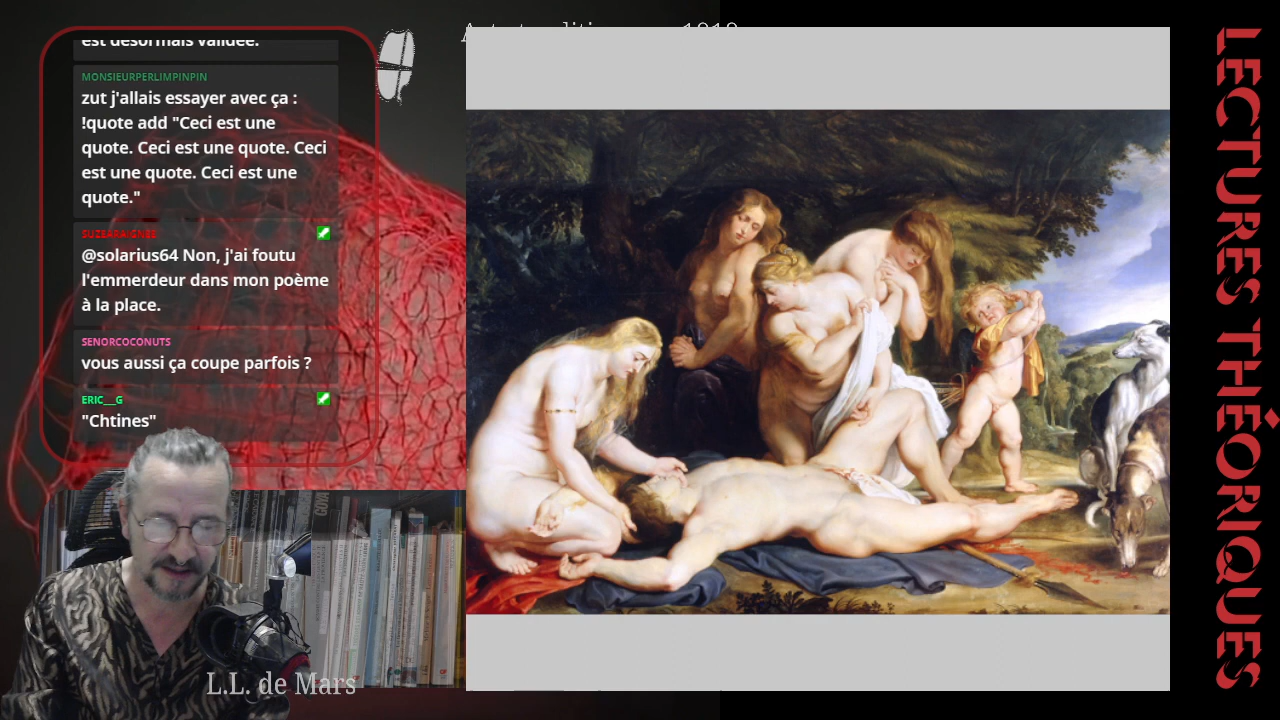 est désormais validée.
MONSIEURPERLIMPINPIN
zut j'allais essayer avec ça :
!quote add "Ceci est une
quote. Ceci est une quote. Ceci
est une quote. Ceci est une
quote."
SUZEARAIGNEE
@solarius64 Non, j'ai foutu
l'emmerdeur dans mon poème
à la place.
SENORCOCONUTS
vous aussi ça coupe parfois ?
ERIC__G
"Chtines"
GOYA
L.L. de Mars
LECTURES THÉORIQUES